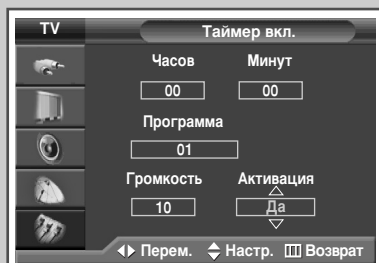 TV
Таймер вкл.
Часов Минут
00 00
Программа
01
Громкость Активация
10 Да
Перем. Настр. Возврат